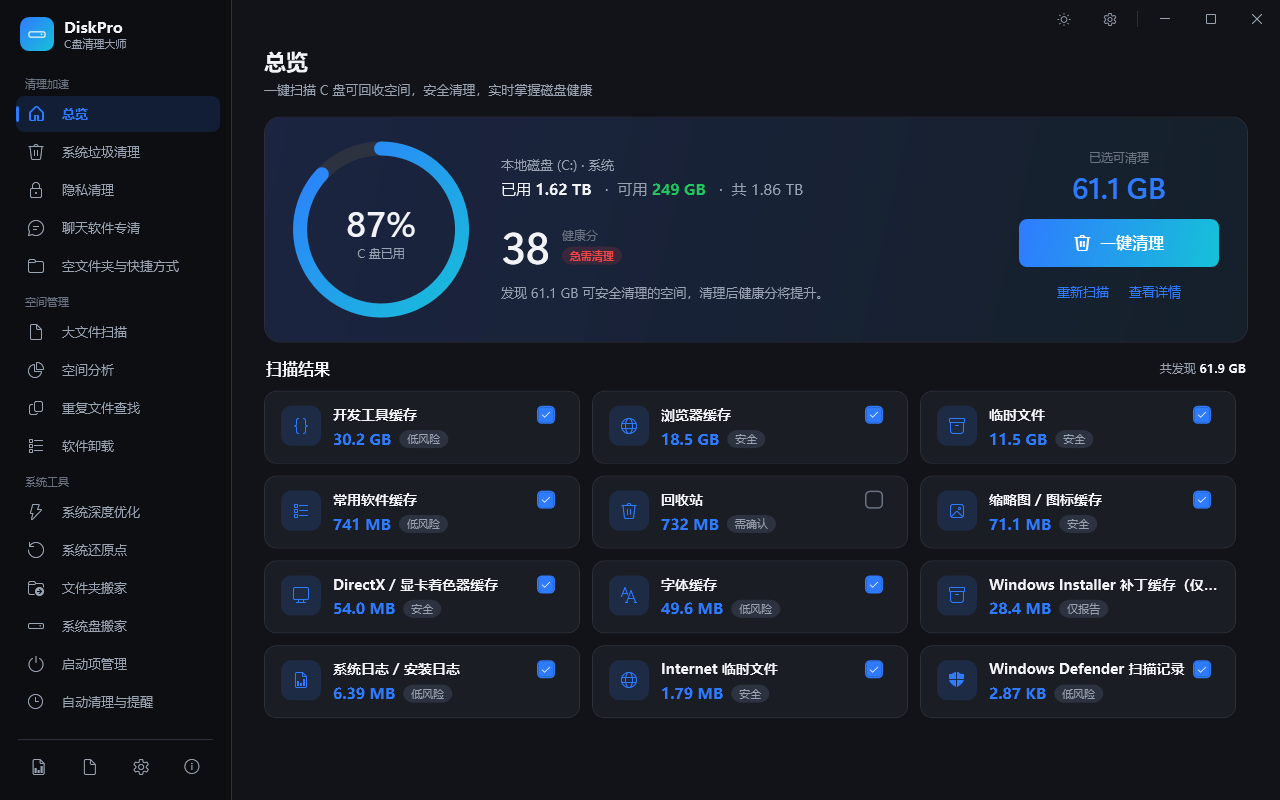 DiskPro
C盘清理大师
清理加速
总览
系统垃圾清理
隐私清理
聊天软件专清
空文件夹与快捷方式
空间管理
大文件扫描
空间分析
重复文件查找
软件卸载
系统工具
系统深度优化
系统还原点
文件夹搬家
系统盘搬家
启动项管理
自动清理与提醒
总览
一键扫描 C 盘可回收空间，安全清理，实时掌握磁盘健康
87%
C 盘已用
本地磁盘 (C:) · 系统
已用 1.62 TB · 可用 249 GB · 共 1.86 TB
38
健康分
急需清理
发现 61.1 GB 可安全清理的空间，清理后健康分将提升。
已选可清理
61.1 GB
一键清理
重新扫描 查看详情
扫描结果
共发现 61.9 GB
开发工具缓存
30.2 GB 低风险
浏览器缓存
18.5 GB 安全
临时文件
11.5 GB 安全
常用软件缓存
741 MB 低风险
回收站
732 MB 需确认
缩略图 / 图标缓存
71.1 MB 安全
DirectX / 显卡着色器缓存
54.0 MB 安全
字体缓存
49.6 MB 低风险
Windows Installer 补丁缓存（仅...
28.4 MB 仅报告
系统日志 / 安装日志
6.39 MB 低风险
Internet 临时文件
1.79 MB 安全
Windows Defender 扫描记录
2.87 KB 低风险